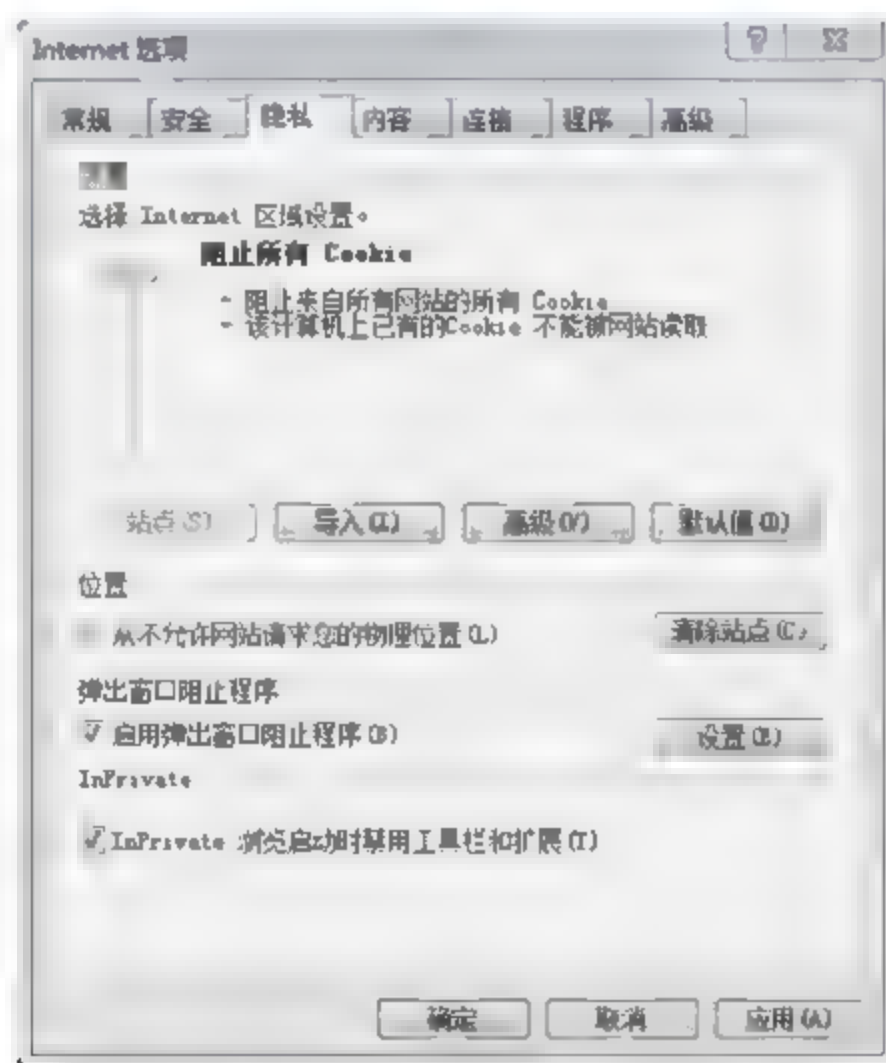 Internet 选项
常规 安全 隐私 内容 连接 程序 高级
设置
选择 Internet 区域设置。
阻止所有 Cookie
- 阻止来自所有网站的所有 Cookie
- 该计算机上已有的Cookie 不能被网站读取
站点(S) 导入(I) 高级(V) 默认值(D)
位置
从不允许网站请求您的物理位置(L) 清除站点(C)
弹出窗口阻止程序
启用弹出窗口阻止程序(B) 设置(E)
InPrivate
InPrivate 浏览启动时禁用工具栏和扩展(T)
确定 取消 应用(A)